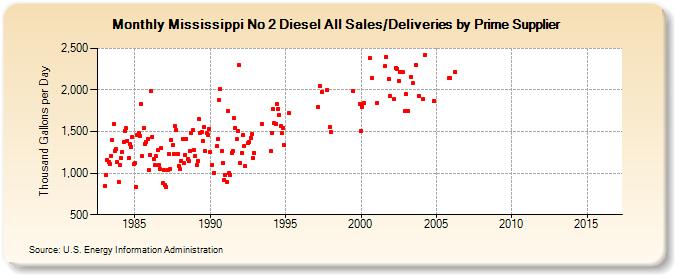 Monthly Mississippi No 2 Diesel All Sales/Deliveries by Prime Supplier
Thousand Gallons per Day
2,500
2,000
1,500
1,000
500
1985 1990 1995 2000 2005 2010 2015
Source: U.S. Energy Information Administration